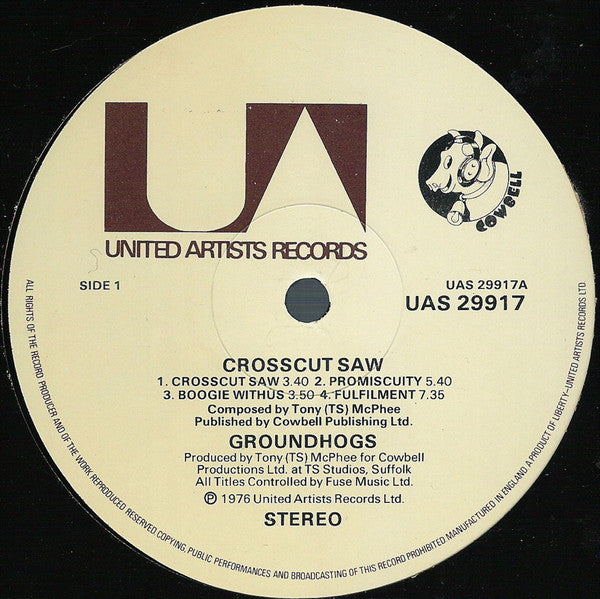 UA
UNITED ARTISTS RECORDS
COWBELL
SIDE 1
UAS 29917A
UAS 29917
CROSSCUT SAW
1. CROSSCUT SAW 3.40 2. PROMISCUITY 5.40
3. BOOGIE WITHUS 3.50 4. FULFILMENT 7.35
Composed by Tony (TS) McPhee
Published by Cowbell Publishing Ltd.
GROUNDHOGS
Produced by Tony (TS) McPhee for Cowbell
Productions Ltd. at TS Studios, Suffolk
All Titles Controlled by Fuse Music Ltd.
℗ 1976 United Artists Records Ltd.
STEREO
ALL RIGHTS OF THE RECORD PRODUCER AND OF THE WORK REPRODUCED RESERVED. COPYING, PUBLIC PERFORMANCES AND BROADCASTING OF THIS RECORD PROHIBITED. MANUFACTURED IN ENGLAND. A PRODUCT OF LIBERTY-UNITED ARTISTS RECORDS LTD.